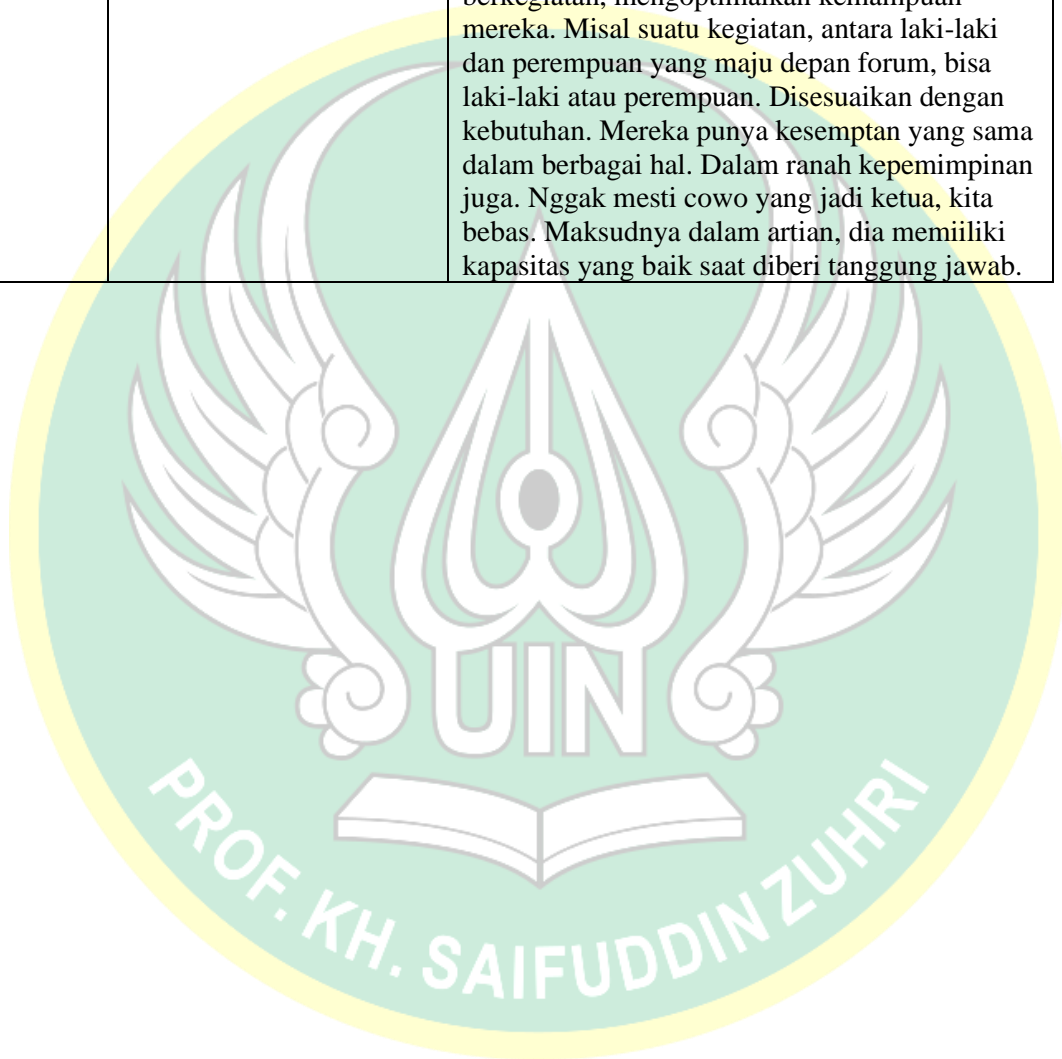 berkegiatan, mengoptimalkan kemampuan
mereka. Misal suatu kegiatan, antara laki-laki
dan perempuan yang maju depan forum, bisa
laki-laki atau perempuan. Disesuaikan dengan
kebutuhan. Mereka punya kesemptan yang sama
dalam berbagai hal. Dalam ranah kepemimpinan
juga. Nggak mesti cowo yang jadi ketua, kita
bebas. Maksudnya dalam artian, dia memiiliki
kapasitas yang baik saat diberi tanggung jawab.
UIN
PROF. KH. SAIFUDDIN ZUHRI